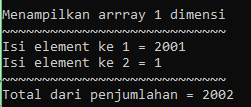 Menampilkan arrray 1 dimensi
~~~~~~~~~~~~~~~~~~~~~~~~~~~~
Isi element ke 1 = 2001
Isi element ke 2 = 1
~~~~~~~~~~~~~~~~~~~~~~~~~~~~
Total dari penjumlahan = 2002